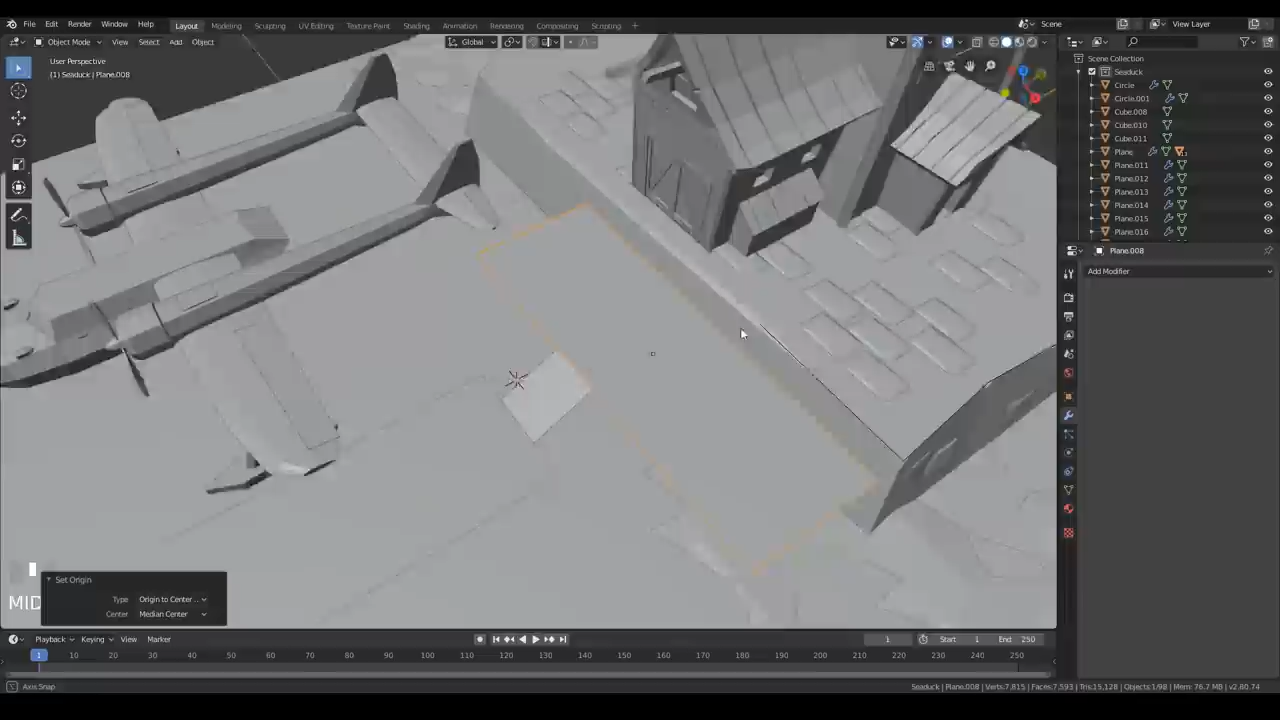 File Edit Render Window Help Layout Modeling Sculpting UV Editing Texture Paint Shading Animation Rendering Compositing Scripting + Scene View Layer
Object Mode View Select Add Object Global
User Perspective
(1) Seaduck | Plane.008
Scene Collection
Seaduck
Circle
Circle.001
Cube.008
Cube.010
Cube.011
Plane
Plane.011
Plane.012
Plane.013
Plane.014
Plane.015
Plane.016
Plane.008
Add Modifier
MID
Set Origin
Type Origin to Center ...
Center Median Center
Playback Keying View Marker 1 Start 1 End 250
1 10 20 30 40 50 60 70 80 90 100 110 120 130 140 150 160 170 180 190 200 210 220 230 240 250
Axis Snap Seaduck | Plane.008 | Verts:7,815 | Faces:7,593 | Tris:15,128 | Objects:1/98 | Mem: 76.7 MB | v2.80.74